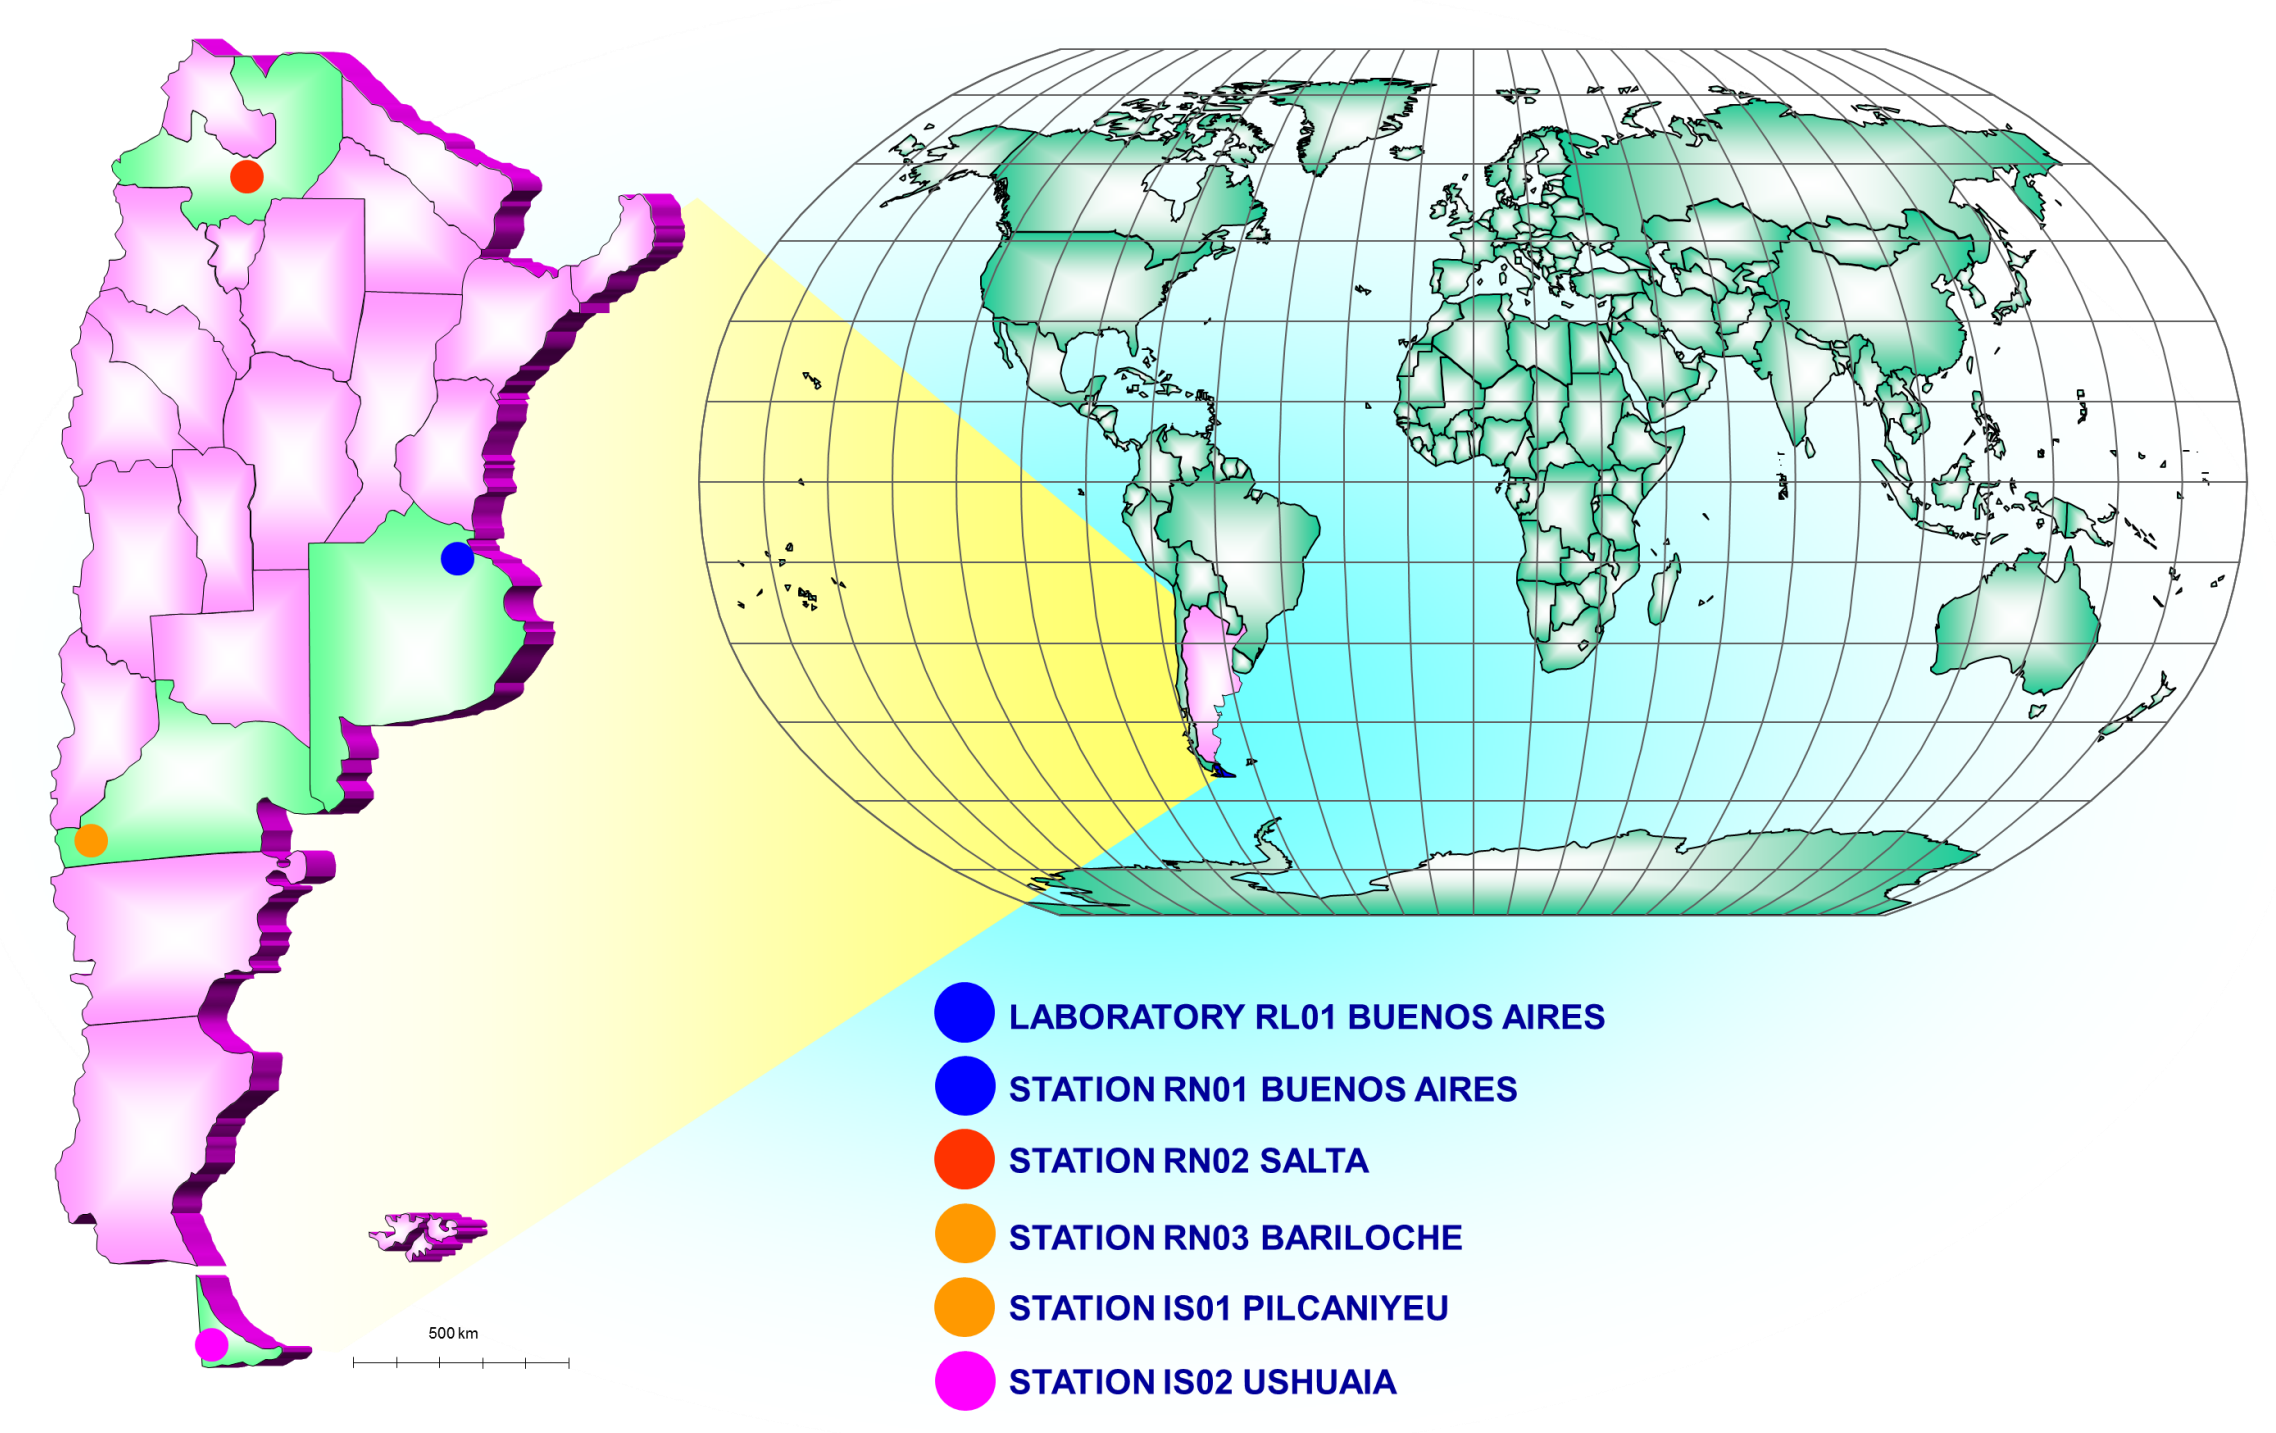 LABORATORY RL01 BUENOS AIRES
STATION RN01 BUENOS AIRES
STATION RN02 SALTA
STATION RN03 BARILOCHE
STATION IS01 PILCANIYEU
500 km
STATION IS02 USHUAIA